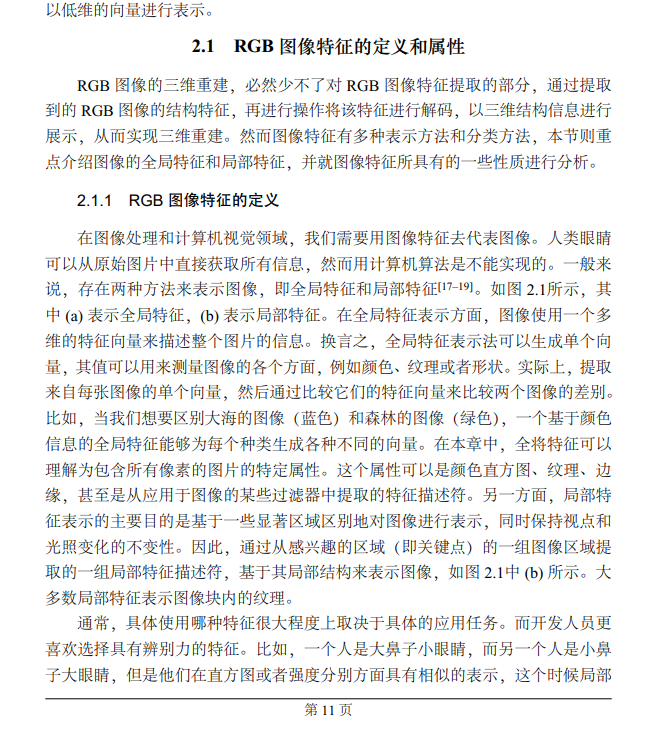 以低维的向量进行表示。
2.1 RGB 图像特征的定义和属性
RGB 图像的三维重建，必然少不了对 RGB 图像特征提取的部分，通过提取
到的 RGB 图像的结构特征，再进行操作将该特征进行解码，以三维结构信息进行
展示，从而实现三维重建。然而图像特征有多种表示方法和分类方法，本节则重
点介绍图像的全局特征和局部特征，并就图像特征所具有的一些性质进行分析。
2.1.1 RGB 图像特征的定义
在图像处理和计算机视觉领域，我们需要用图像特征去代表图像。人类眼睛
可以从原始图片中直接获取所有信息，然而用计算机算法是不能实现的。一般来
说，存在两种方法来表示图像，即全局特征和局部特征[17–19]。如图 2.1所示，其
中 (a) 表示全局特征，(b) 表示局部特征。在全局特征表示方面，图像使用一个多
维的特征向量来描述整个图片的信息。换言之，全局特征表示法可以生成单个向
量，其值可以用来测量图像的各个方面，例如颜色、纹理或者形状。实际上，提取
来自每张图像的单个向量，然后通过比较它们的特征向量来比较两个图像的差别。
比如，当我们想要区别大海的图像（蓝色）和森林的图像（绿色），一个基于颜色
信息的全局特征能够为每个种类生成各种不同的向量。在本章中，全将特征可以
理解为包含所有像素的图片的特定属性。这个属性可以是颜色直方图、纹理、边
缘，甚至是从应用于图像的某些过滤器中提取的特征描述符。另一方面，局部特
征表示的主要目的是基于一些显著区域区别地对图像进行表示，同时保持视点和
光照变化的不变性。因此，通过从感兴趣的区域（即关键点）的一组图像区域提
取的一组局部特征描述符，基于其局部结构来表示图像，如图 2.1中 (b) 所示。大
多数局部特征表示图像块内的纹理。
通常，具体使用哪种特征很大程度上取决于具体的应用任务。而开发人员更
喜欢选择具有辨别力的特征。比如，一个人是大鼻子小眼睛，而另一个人是小鼻
子大眼睛，但是他们在直方图或者强度分别方面具有相似的表示，这个时候局部
第 11 页